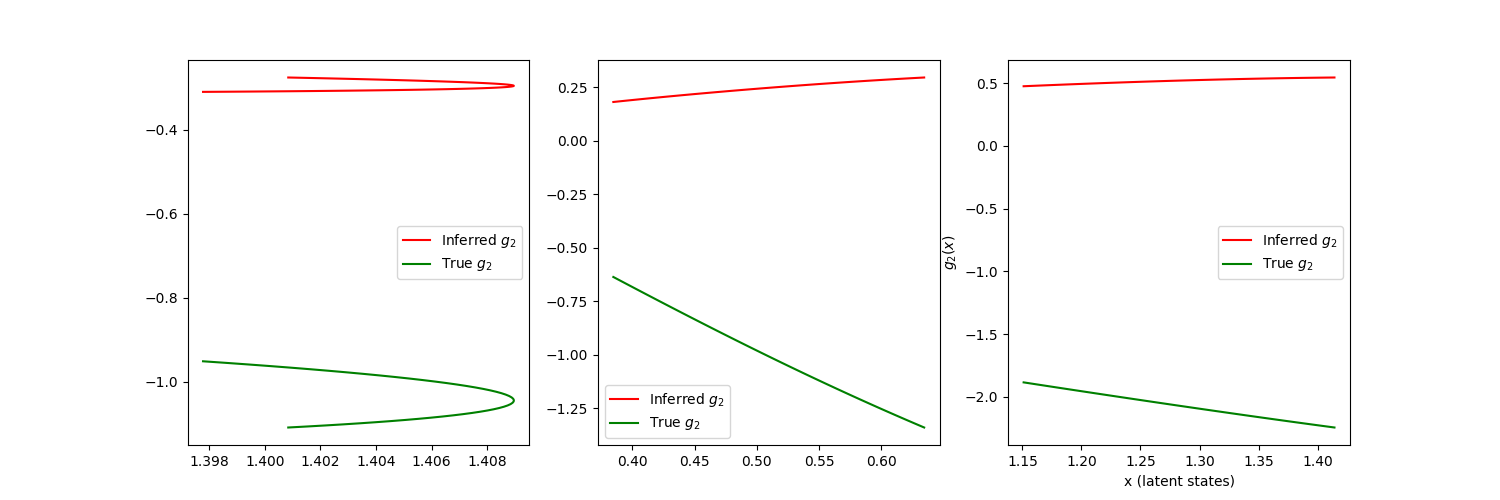 −0.4
−0.6
−0.8
−1.0
1.398 1.400 1.402 1.404 1.406 1.408
Inferred g₂
True g₂
0.25
0.00
−0.25
−0.50
−0.75
−1.00
−1.25
0.40 0.45 0.50 0.55 0.60
Inferred g₂
True g₂
g₂(x)
0.5
0.0
−0.5
−1.0
−1.5
−2.0
1.15 1.20 1.25 1.30 1.35 1.40
x (latent states)
Inferred g₂
True g₂